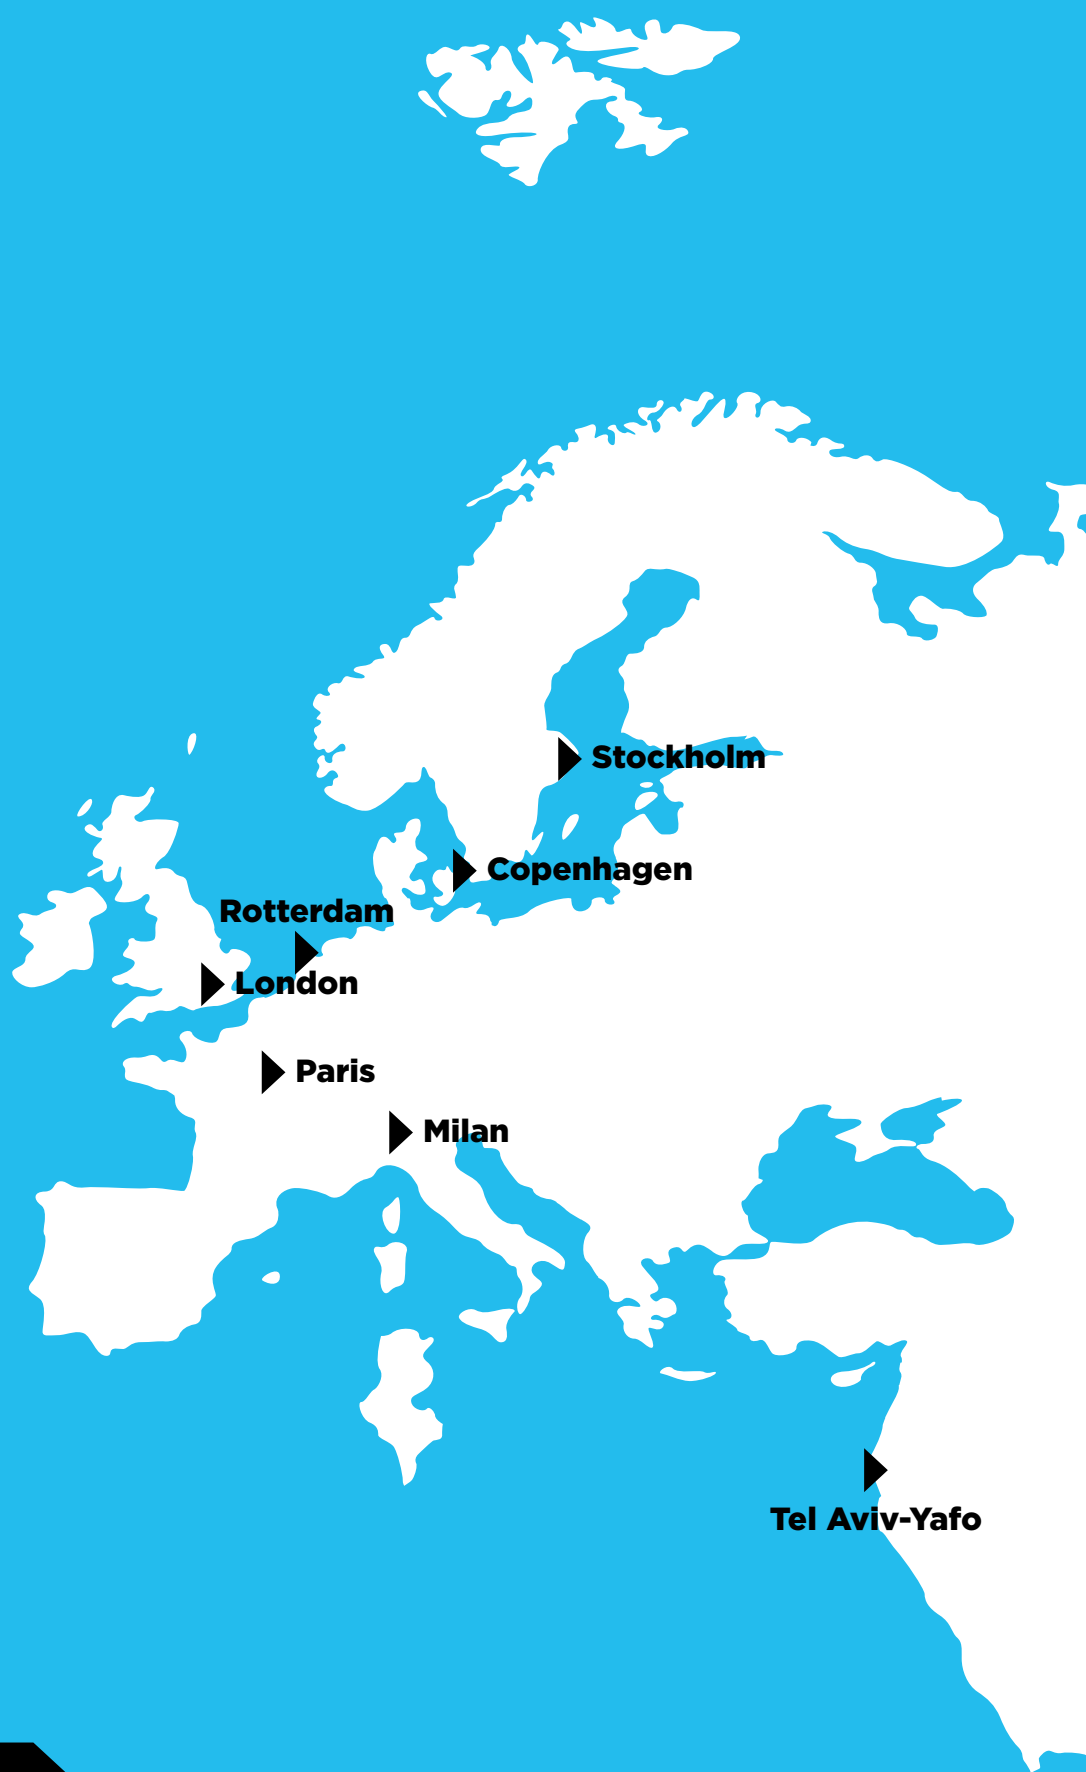 Stockholm
Copenhagen
Rotterdam
London
Paris
Milan
Tel Aviv-Yafo